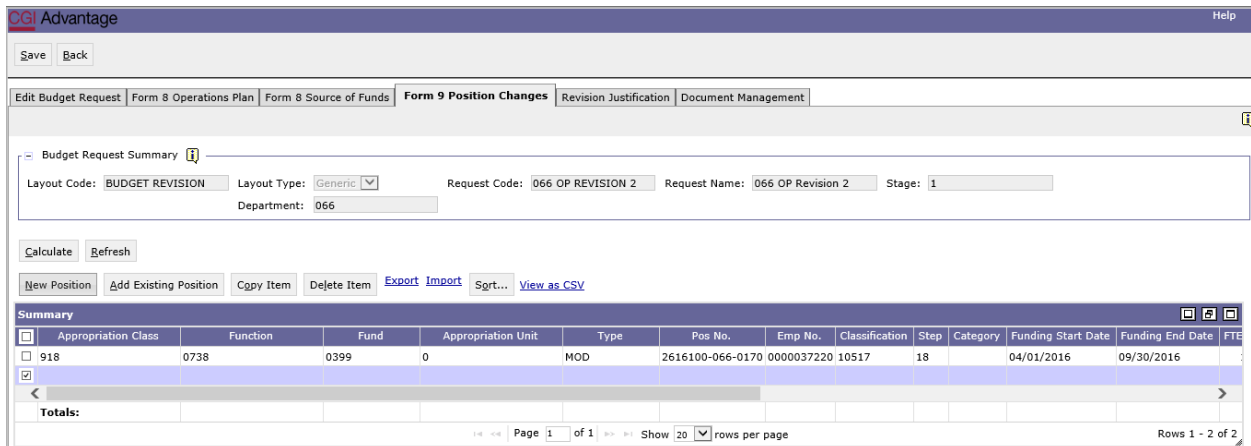 CGI Advantage Help
Save Back
Edit Budget Request Form 8 Operations Plan Form 8 Source of Funds Form 9 Position Changes Revision Justification Document Management
Budget Request Summary
Layout Code: BUDGET REVISION Layout Type: Generic Request Code: 066 OP REVISION 2 Request Name: 066 OP Revision 2 Stage: 1
Department: 066
Calculate Refresh
New Position Add Existing Position Copy Item Delete Item Export Import Sort... View as CSV
Summary
Appropriation Class Function Fund Appropriation Unit Type Pos No. Emp No. Classification Step Category Funding Start Date Funding End Date FTE
918 0738 0399 0 MOD 2616100-066-0170 0000037220 10517 18 04/01/2016 09/30/2016
Totals:
Page 1 of 1 Show 20 rows per page Rows 1 - 2 of 2